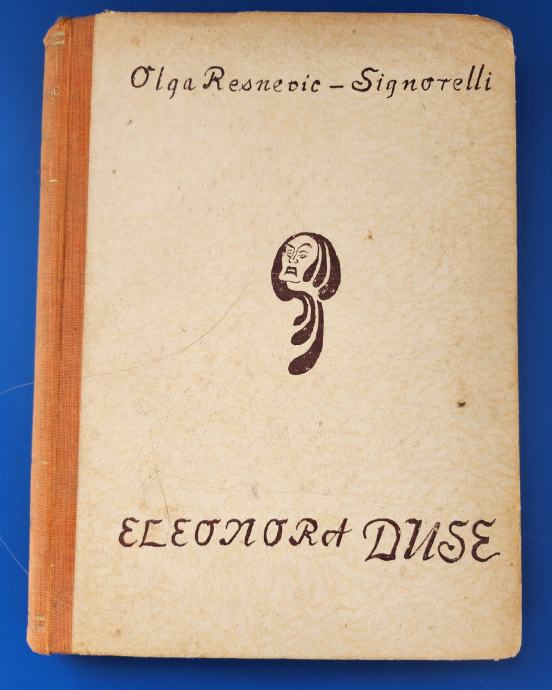 Olga Resnevic – Signorelli
ELEONORA DUSE